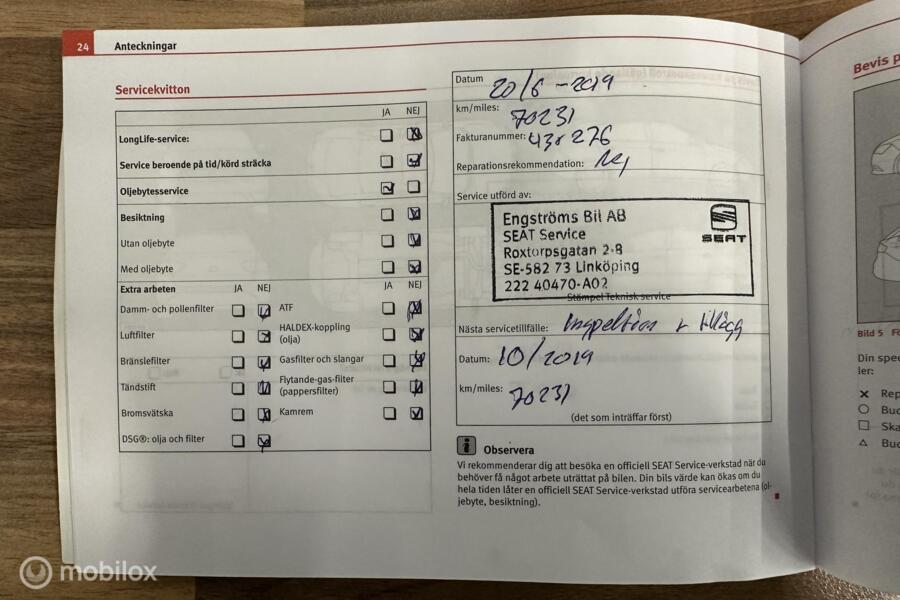 24 Anteckningar
Servicekvitton
JA NEJ
LongLife-service:
Service beroende på tid/körd sträcka
Oljebytesservice
Besiktning
Utan oljebyte
Med oljebyte
Extra arbeten JA NEJ JA NEJ
Damm- och pollenfilter ATF
Luftfilter HALDEX-koppling
(olja)
Bränslefilter Gasfilter och slangar
Tändstift Flytande-gas-filter
(pappersfilter)
Bromsvätska Kamrem
DSG®: olja och filter
Datum 20/6-2019
km/miles: 70231
Fakturanummer: 276
Reparationsrekommendation: Nej
Service utförd av:
Engströms Bil AB
SEAT Service
Roxtorpsgatan 2-8
SE-582 73 Linköping
222 40470-A02
SEAT
Stämpel Teknisk service
Nästa servicetillfälle: Inspektion + tillägg
Datum: 10/2019
km/miles: 70231
(det som inträffar först)
i Observera
Vi rekommenderar dig att besöka en officiell SEAT Service-verkstad när du
behöver få något arbete uträttat på bilen. Din bils värde kan ökas om du
hela tiden låter en officiell SEAT Service-verkstad utföra servicearbetena (ol-
jebyte, besiktning).
Bevis p
Bild 5
Din spe
ler:
Rep
Buc
Ska
Buc
mobilox